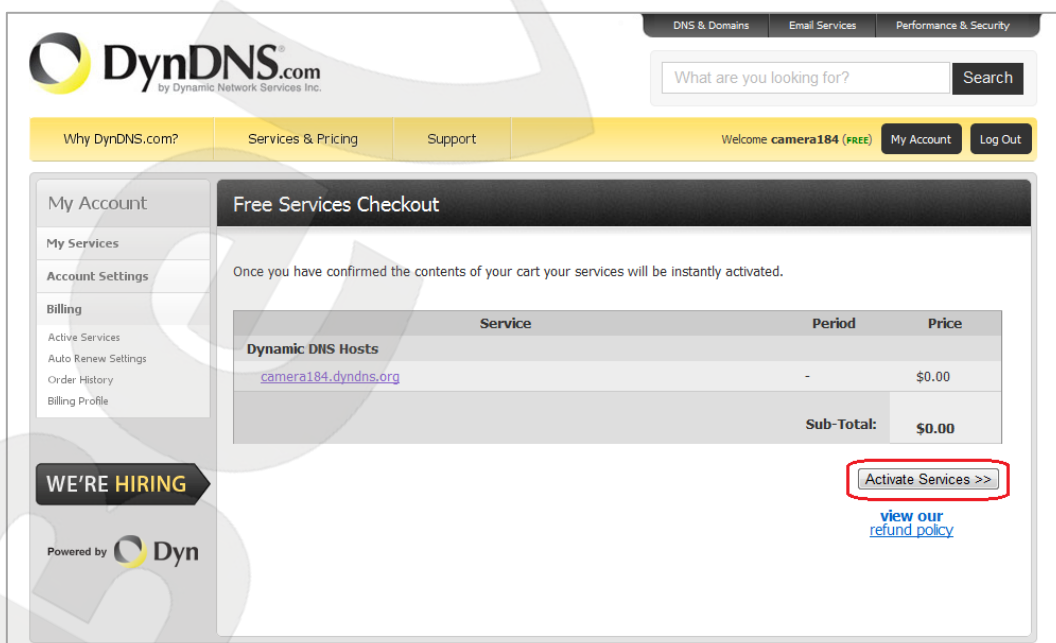 DNS & Domains Email Services Performance & Security
DynDNS.com
by Dynamic Network Services Inc.
What are you looking for? Search
Why DynDNS.com? Services & Pricing Support Welcome camera184 (FREE) My Account Log Out
My Account
My Services
Account Settings
Billing
Active Services
Auto Renew Settings
Order History
Billing Profile
WE'RE HIRING
Powered by Dyn
Free Services Checkout
Once you have confirmed the contents of your cart your services will be instantly activated.
Service Period Price
Dynamic DNS Hosts
camera184.dyndns.org - $0.00
Sub-Total: $0.00
Activate Services >>
view our
refund policy